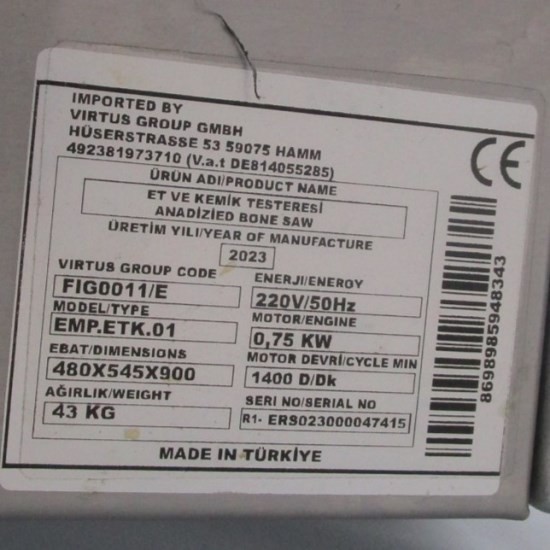 IMPORTED BY
VIRTUS GROUP GMBH
HÜSERSTRASSE 53 59075 HAMM
492381973710 (V.a.t DE814055285)
CE
ÜRÜN ADI/PRODUCT NAME
ET VE KEMIK TESTERESİ
ANADIZIED BONE SAW
ÜRETİM YILI/YEAR OF MANUFACTURE
2023
VIRTUS GROUP CODE
FIG0011/E
ENERJI/ENEROY
220V/50Hz
MODEL/TYPE
EMP.ETK.01
MOTOR/ENGINE
0,75 KW
EBAT/DIMENSIONS
480X545X900
MOTOR DEVRİ/CYCLE MIN
1400 D/Dk
AĞIRLIK/WEIGHT
43 KG
SERI NO/SERIAL NO
R1- ERS023000047415
MADE IN TÜRKİYE
8698985948343